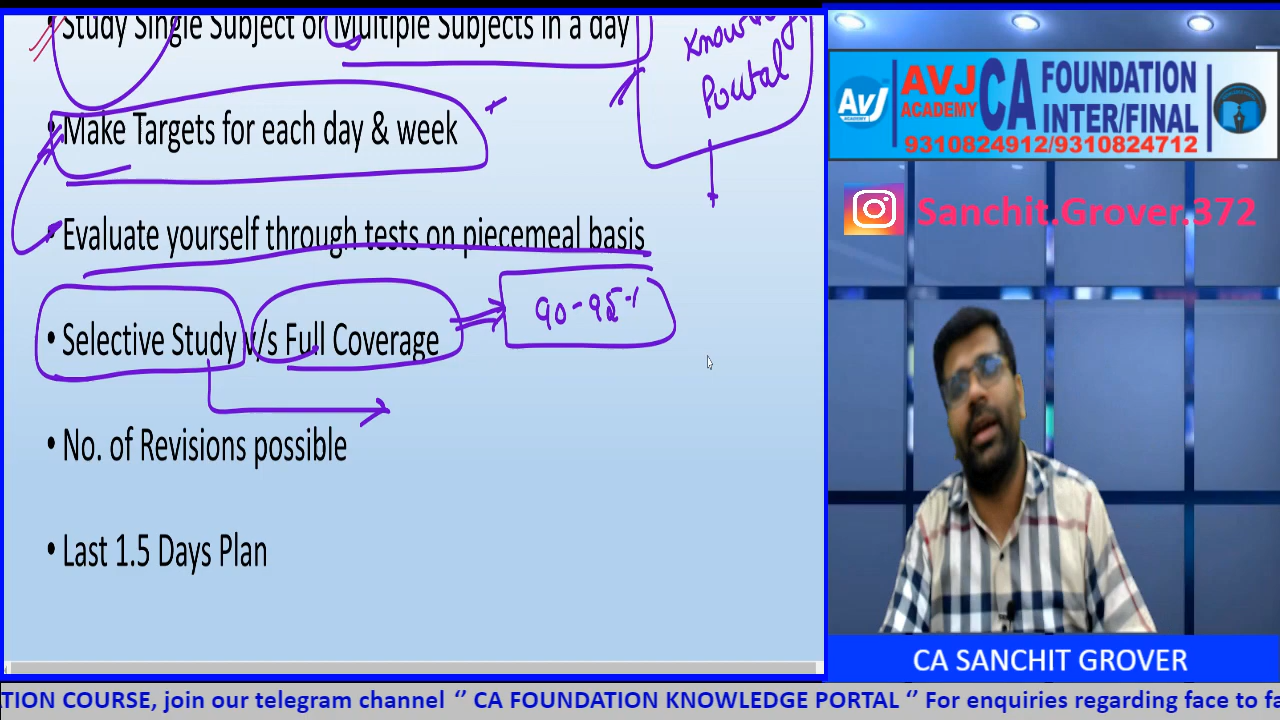 • Study Single Subject or Multiple Subjects in a day
Portal
• Make Targets for each day & week
• Evaluate yourself through tests on piecemeal basis
• Selective Study v/s Full Coverage
90-95%
• No. of Revisions possible
• Last 1.5 Days Plan
AVJ
ACADEMY
AVJ
ACADEMY
CA
FOUNDATION
INTER/FINAL
9310824912/9310824712
Sanchit.Grover.372
CA SANCHIT GROVER
TION COURSE, join our telegram channel ‘’ CA FOUNDATION KNOWLEDGE PORTAL ‘’ For enquiries regarding face to fa